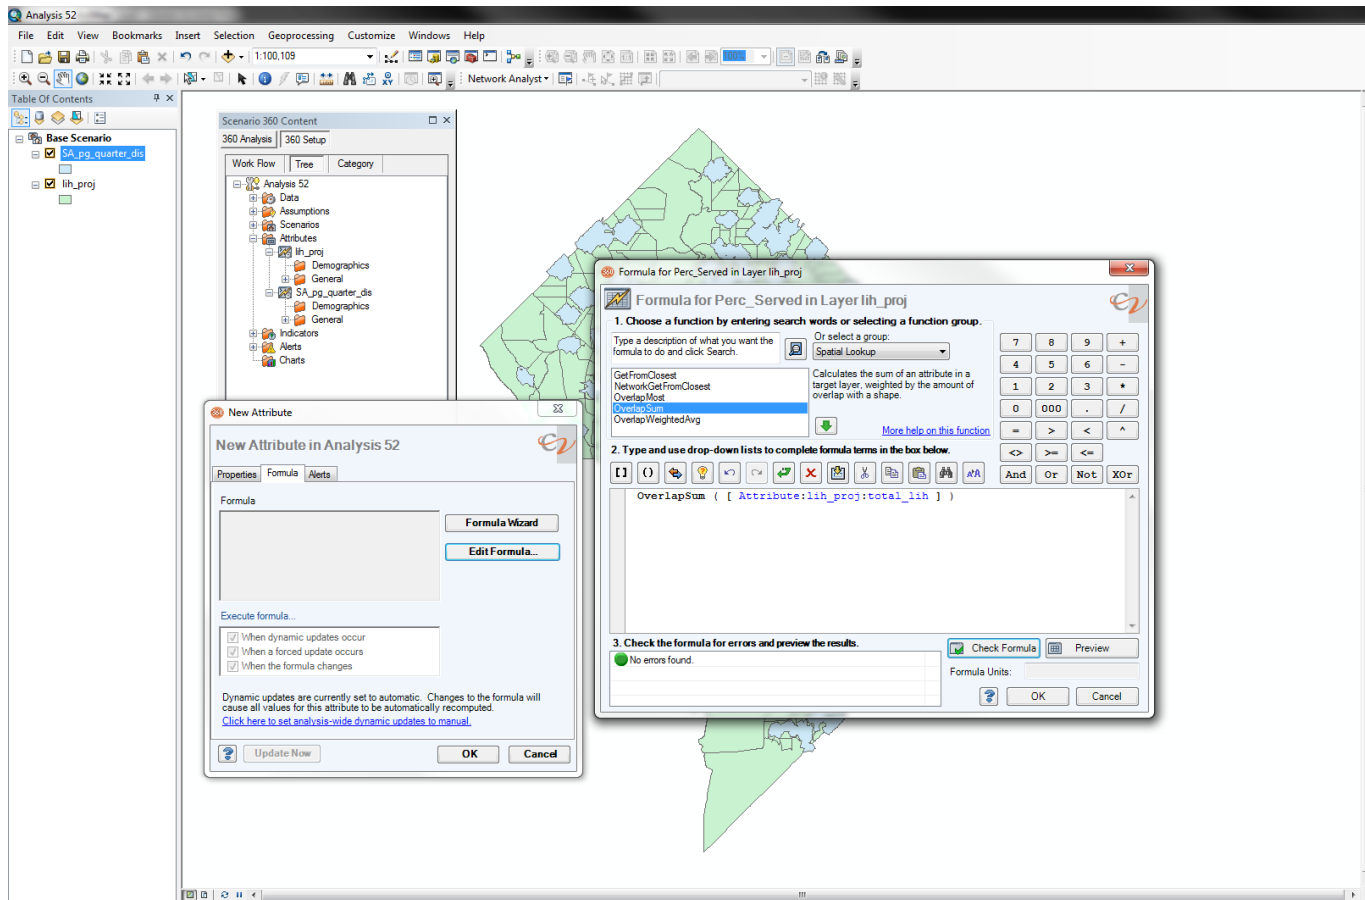 Analysis 52
File Edit View Bookmarks Insert Selection Geoprocessing Customize Windows Help
1:100,109
100%
Network Analyst
Table Of Contents
Base Scenario
SA_pg_quarter_dis
lih_proj
Scenario 360 Content
360 Analysis 360 Setup
Work Flow Tree Category
Analysis 52
Data
Assumptions
Scenarios
Attributes
lih_proj
Demographics
General
SA_pg_quarter_dis
Demographics
General
Indicators
Alerts
Charts
New Attribute
New Attribute in Analysis 52
Properties Formula Alerts
Formula
Formula Wizard
Edit Formula...
Execute formula...
When dynamic updates occur
When a forced update occurs
When the formula changes
Dynamic updates are currently set to automatic. Changes to the formula will
cause all values for this attribute to be automatically recomputed.
Click here to set analysis-wide dynamic updates to manual.
Update Now OK Cancel
Formula for Perc_Served in Layer lih_proj
Formula for Perc_Served in Layer lih_proj
1. Choose a function by entering search words or selecting a function group.
Type a description of what you want the
formula to do and click Search.
Or select a group:
Spatial Lookup
GetFromClosest
NetworkGetFromClosest
OverlapMost
OverlapSum
OverlapWeightedAvg
Calculates the sum of an attribute in a
target layer, weighted by the amount of
overlap with a shape.
More help on this function
7 8 9 +
4 5 6 -
1 2 3 *
0 000 . /
= > < ^
<> >= <=
And Or Not XOr
2. Type and use drop-down lists to complete formula terms in the box below.
[] ()
OverlapSum ( [ Attribute:lih_proj:total_lih ] )
3. Check the formula for errors and preview the results.
No errors found.
Check Formula Preview
Formula Units:
OK Cancel